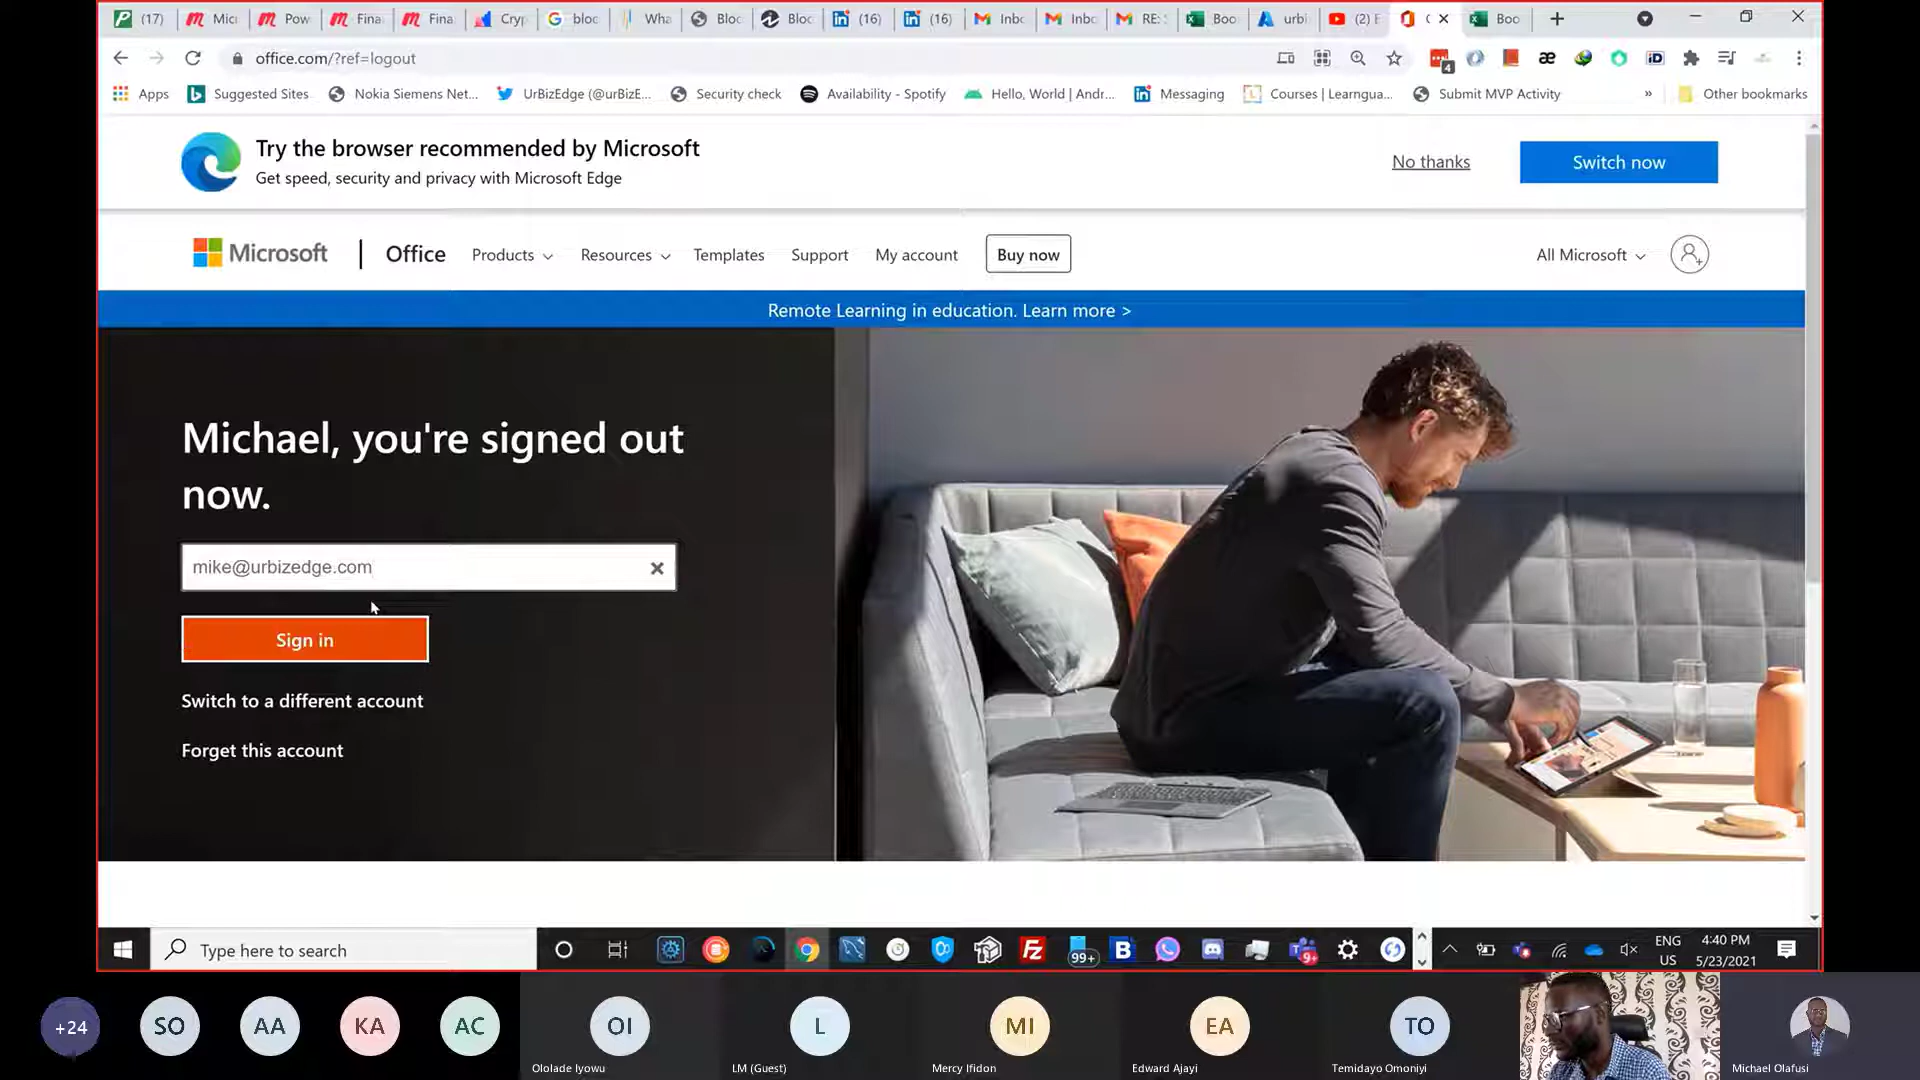 (17)
Micr
Pow
Fina
Fina
Cryp
bloc
Wha
Bloc
Bloc
(16)
(16)
Inbo
Inbo
RE: S
Boo
urbi
(2) E
Boo
office.com/?ref=logout
4
Apps
Suggested Sites
Nokia Siemens Net...
UrBizEdge (@urBizE...
Security check
Availability - Spotify
Hello, World | Andr...
Messaging
Courses | Learngua...
Submit MVP Activity
»
Other bookmarks
Try the browser recommended by Microsoft
Get speed, security and privacy with Microsoft Edge
No thanks
Switch now
Microsoft
Office
Products
Resources
Templates
Support
My account
Buy now
All Microsoft
Remote Learning in education. Learn more >
Michael, you're signed out
now.
mike@urbizedge.com
Sign in
Switch to a different account
Forget this account
Type here to search
99+
9+
ENG
US
4:40 PM
5/23/2021
+24
SO
AA
KA
AC
OI
Ololade Iyowu
L
LM (Guest)
MI
Mercy Ifidon
EA
Edward Ajayi
TO
Temidayo Omoniyi
Michael Olafusi